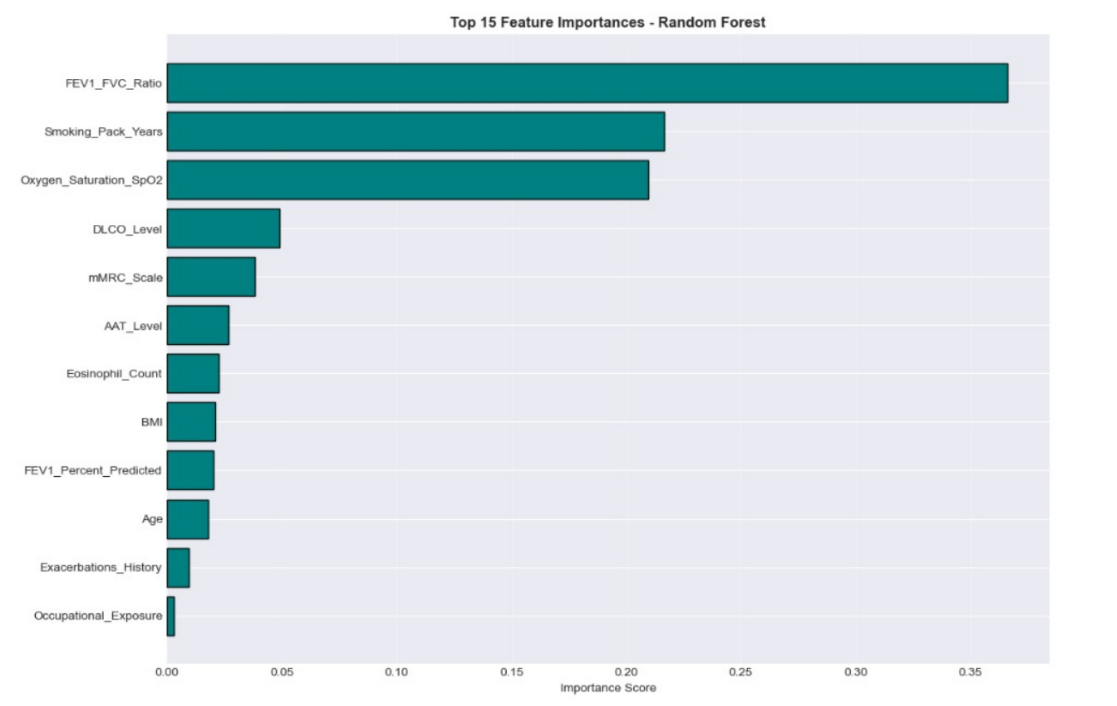 Top 15 Feature Importances - Random Forest
FEV1_FVC_Ratio
Smoking_Pack_Years
Oxygen_Saturation_SpO2
DLCO_Level
mMRC_Scale
AAT_Level
Eosinophil_Count
BMI
FEV1_Percent_Predicted
Age
Exacerbations_History
Occupational_Exposure
0.00 0.05 0.10 0.15 0.20 0.25 0.30 0.35
Importance Score